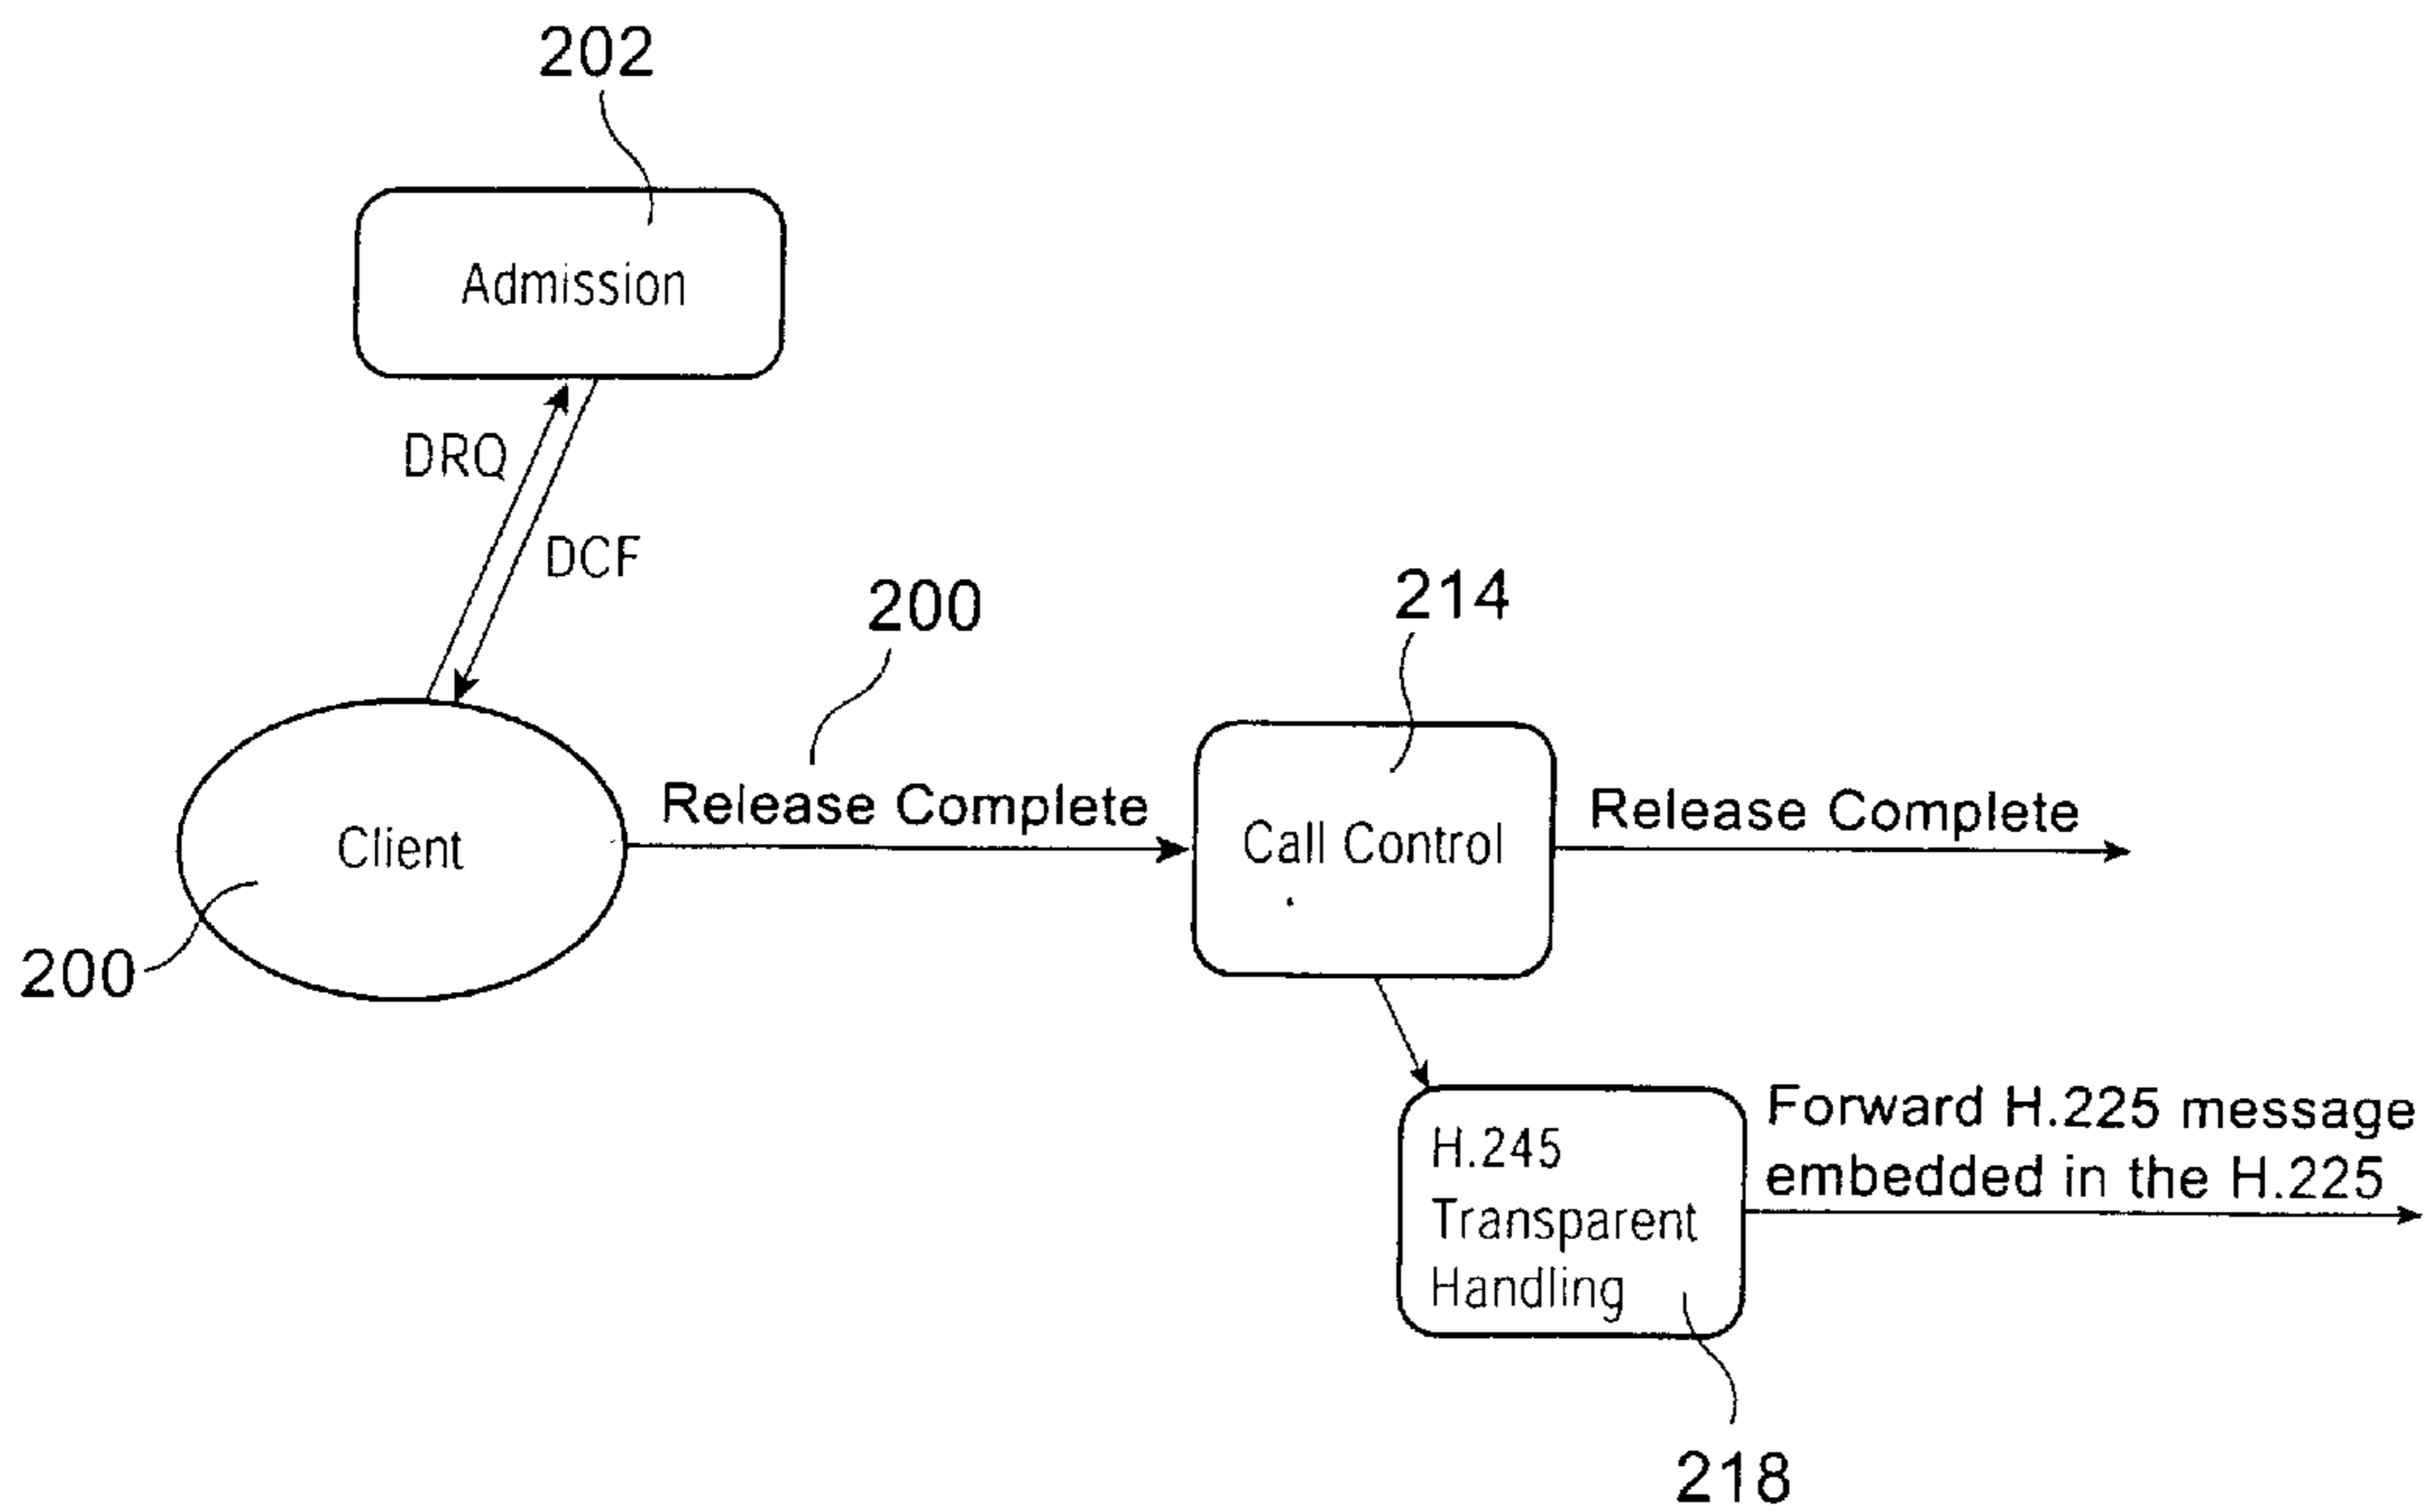 202
Admission
DRQ
DCF
200
214
Release Complete
Release Complete
Client
Call Control
200
H.245
Transparent
Handling
Forward H.225 message
embedded in the H.225
218